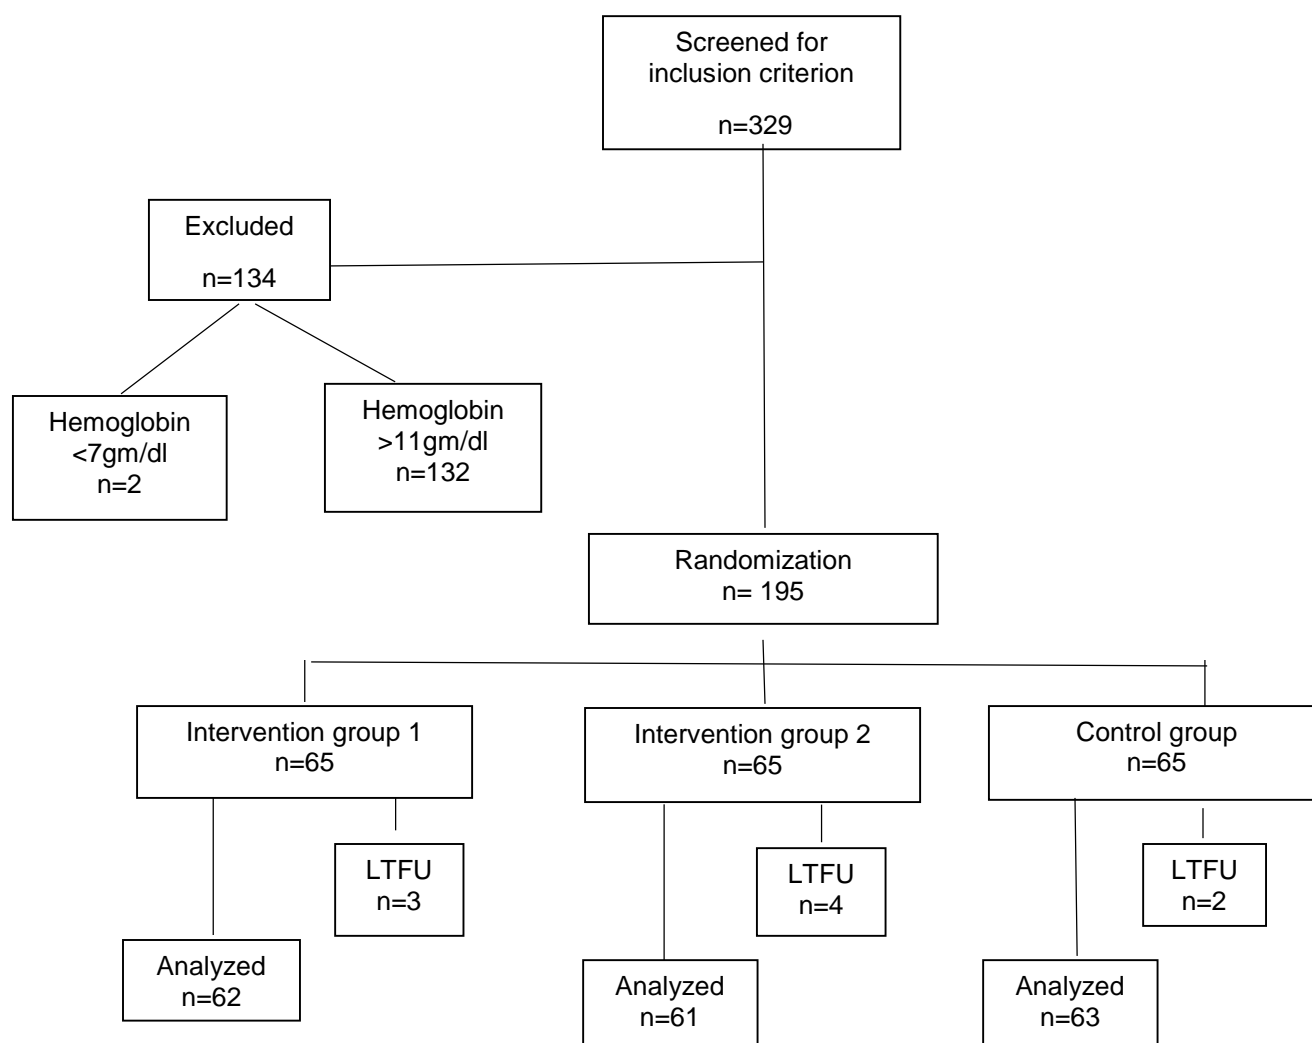 Screened for
inclusion criterion
n=329
Excluded
n=134
Hemoglobin
<7gm/dl
n=2
Hemoglobin
>11gm/dl
n=132
Randomization
n= 195
Intervention group 1
n=65
Intervention group 2
n=65
Control group
n=65
LTFU
n=3
LTFU
n=4
LTFU
n=2
Analyzed
n=62
Analyzed
n=61
Analyzed
n=63